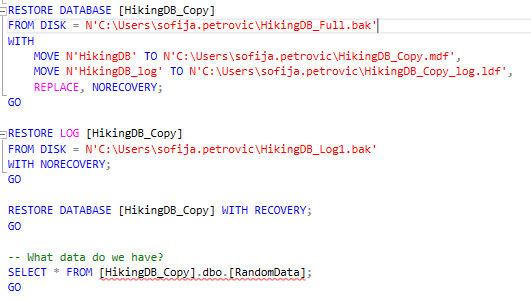 RESTORE DATABASE [HikingDB_Copy]
FROM DISK = N'C:\Users\sofija.petrovic\HikingDB_Full.bak'
WITH
MOVE N'HikingDB' TO N'C:\Users\sofija.petrovic\HikingDB_Copy.mdf',
MOVE N'HikingDB_log' TO N'C:\Users\sofija.petrovic\HikingDB_Copy_log.ldf',
REPLACE, NORECOVERY;
GO
RESTORE LOG [HikingDB_Copy]
FROM DISK = N'C:\Users\sofija.petrovic\HikingDB_Log1.bak'
WITH NORECOVERY;
GO
RESTORE DATABASE [HikingDB_Copy] WITH RECOVERY;
GO
-- What data do we have?
SELECT * FROM [HikingDB_Copy].dbo.[RandomData];
GO